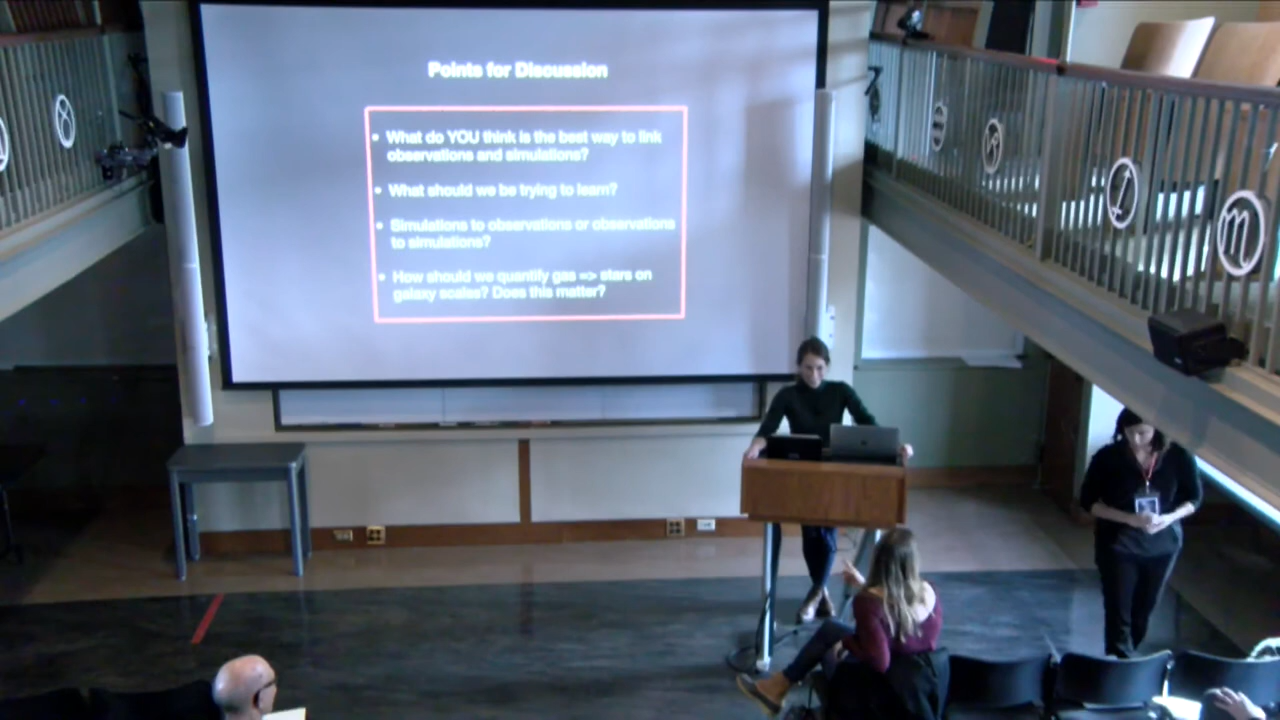 Points for Discussion
• What do YOU think is the best way to link
observations and simulations?
• What should we be trying to learn?
• Simulations to observations or observations
to simulations?
• How should we quantify gas => stars on
galaxy scales? Does this matter?
m